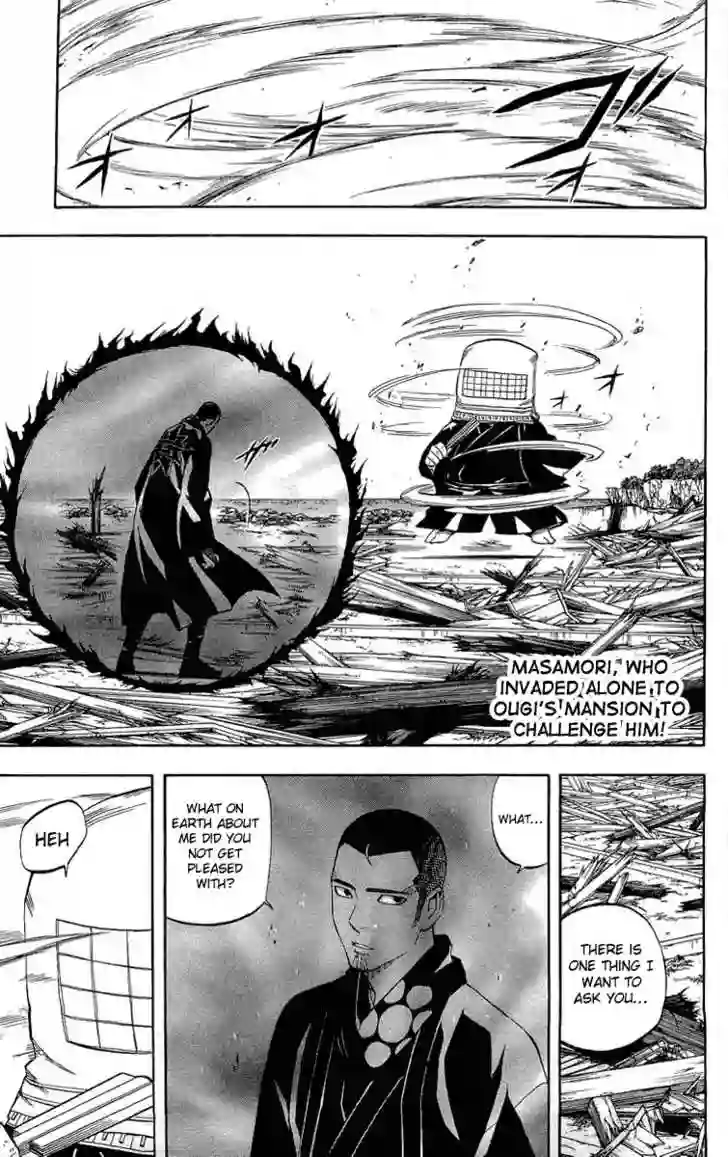 MASAMORI, WHO
INVADED ALONE TO
OUGI'S MANSION TO
CHALLENGE HIM!
THERE IS
ONE THING I
WANT TO
ASK YOU...
WHAT...
WHAT ON
EARTH ABOUT
ME DID YOU
NOT GET
PLEASED
WITH?
HEH